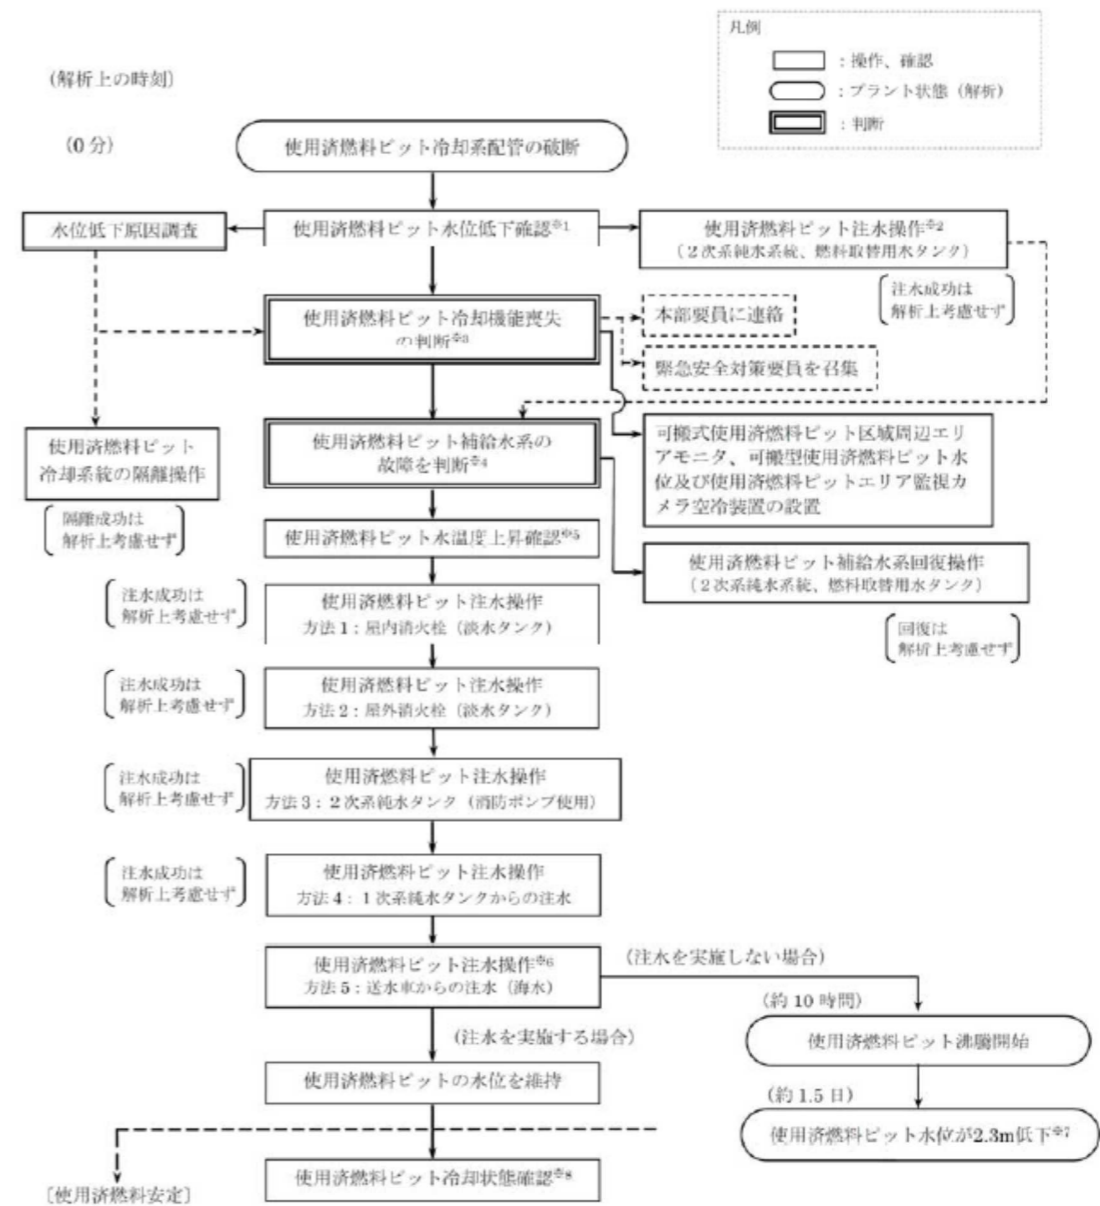 凡例
：操作、確認
：プラント状態（解析）
：判断
（解析上の時刻）
（0 分）
使用済燃料ピット冷却系配管の破断
水位低下原因調査
使用済燃料ピット水位低下確認※1
使用済燃料ピット注水操作※2
（２次系純水系統、燃料取替用水タンク）
注水成功は
解析上考慮せず
使用済燃料ピット冷却機能喪失
の判断※3
本部要員に連絡
緊急安全対策要員を召集
使用済燃料ピット
冷却系統の隔離操作
隔離成功は
解析上考慮せず
使用済燃料ピット補給水系の
故障を判断※4
可搬式使用済燃料ピット区域周辺エリ
アモニタ、可搬型使用済燃料ピット水
位及び使用済燃料ピットエリア監視カ
メラ空冷装置の設置
使用済燃料ピット水温度上昇確認※5
使用済燃料ピット補給水系回復操作
（２次系純水系統、燃料取替用水タンク）
回復は
解析上考慮せず
注水成功は
解析上考慮せず
使用済燃料ピット注水操作
方法１：屋内消火栓（淡水タンク）
注水成功は
解析上考慮せず
使用済燃料ピット注水操作
方法２：屋外消火栓（淡水タンク）
注水成功は
解析上考慮せず
使用済燃料ピット注水操作
方法３：２次系純水タンク（消防ポンプ使用）
注水成功は
解析上考慮せず
使用済燃料ピット注水操作
方法４：１次系純水タンクからの注水
使用済燃料ピット注水操作※6
方法５：送水車からの注水（海水）
（注水を実施しない場合）
（約 10 時間）
使用済燃料ピット沸騰開始
（注水を実施する場合）
使用済燃料ピットの水位を維持
（約 1.5 日）
使用済燃料ピット水位が2.3m低下※7
使用済燃料ピット冷却状態確認※8
［使用済燃料安定］